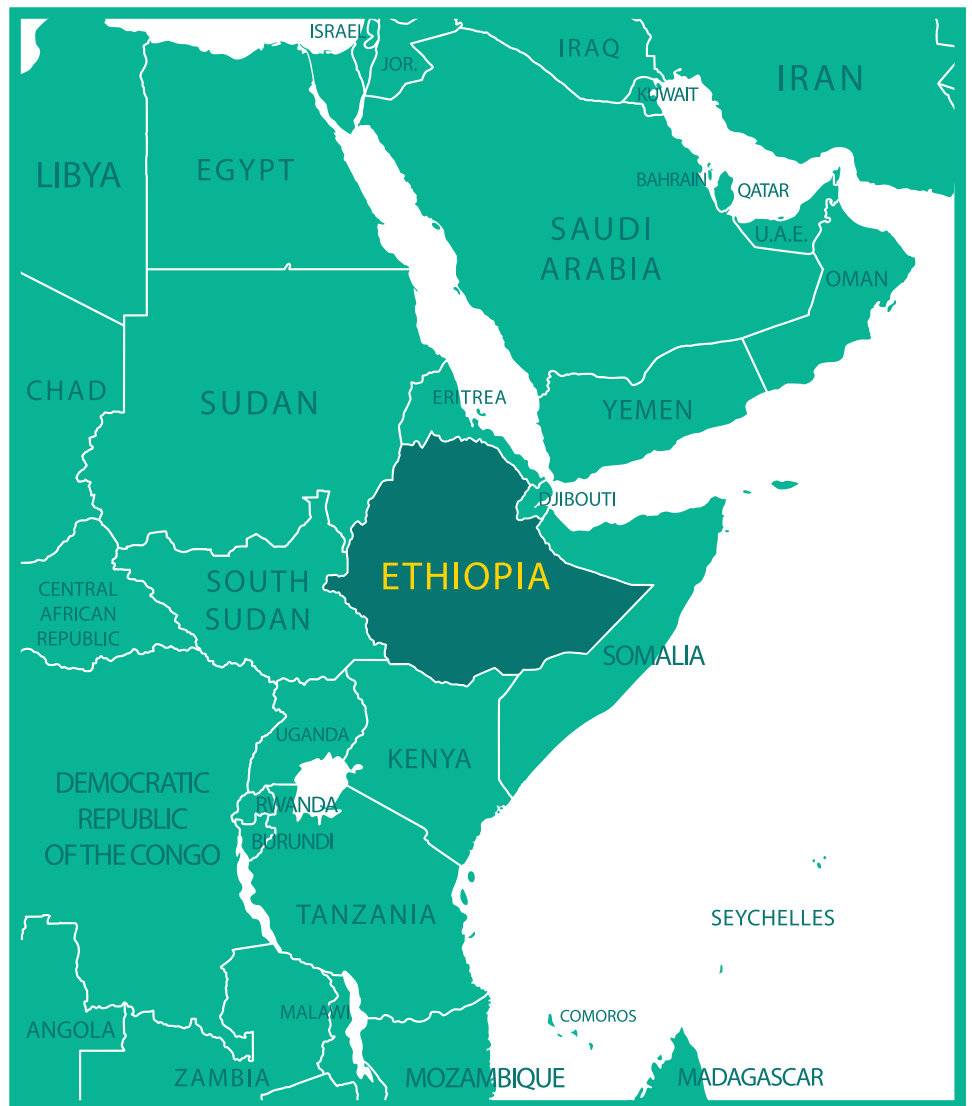 ISRAEL
JOR.
IRAQ
IRAN
KUWAIT
LIBYA
EGYPT
BAHRAIN
QATAR
SAUDI
ARABIA
U.A.E.
OMAN
CHAD
SUDAN
ERITREA
YEMEN
DJIBOUTI
ETHIOPIA
CENTRAL
AFRICAN
REPUBLIC
SOUTH
SUDAN
SOMALIA
UGANDA
KENYA
DEMOCRATIC
REPUBLIC
OF THE CONGO
RWANDA
BURUNDI
TANZANIA
SEYCHELLES
MALAWI
COMOROS
ANGOLA
ZAMBIA
MOZAMBIQUE
MADAGASCAR